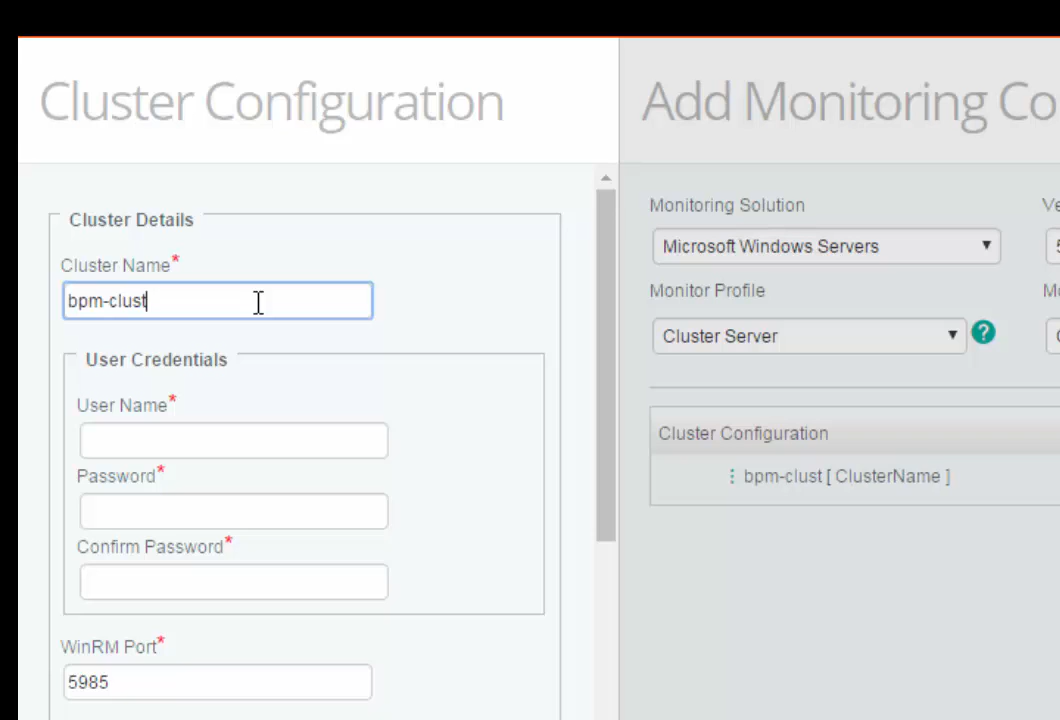 Cluster Configuration
Cluster Details
Cluster Name*
bpm-clust
User Credentials
User Name*
Password*
Confirm Password*
WinRM Port*
5985
Add Monitoring Co
Monitoring Solution
Microsoft Windows Servers
Monitor Profile
Cluster Server
?
Cluster Configuration
bpm-clust [ ClusterName ]